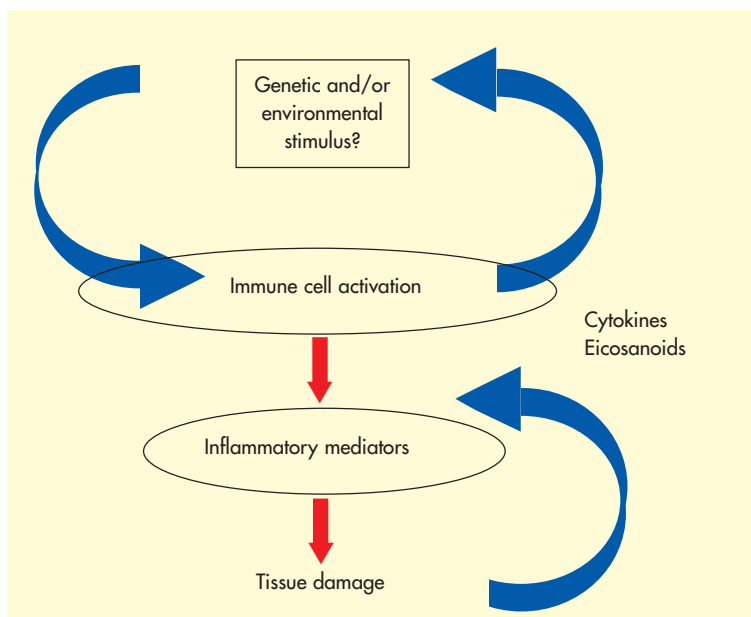 Genetic and/or
environmental
stimulus?
Immune cell activation
Cytokines
Eicosanoids
Inflammatory mediators
Tissue damage